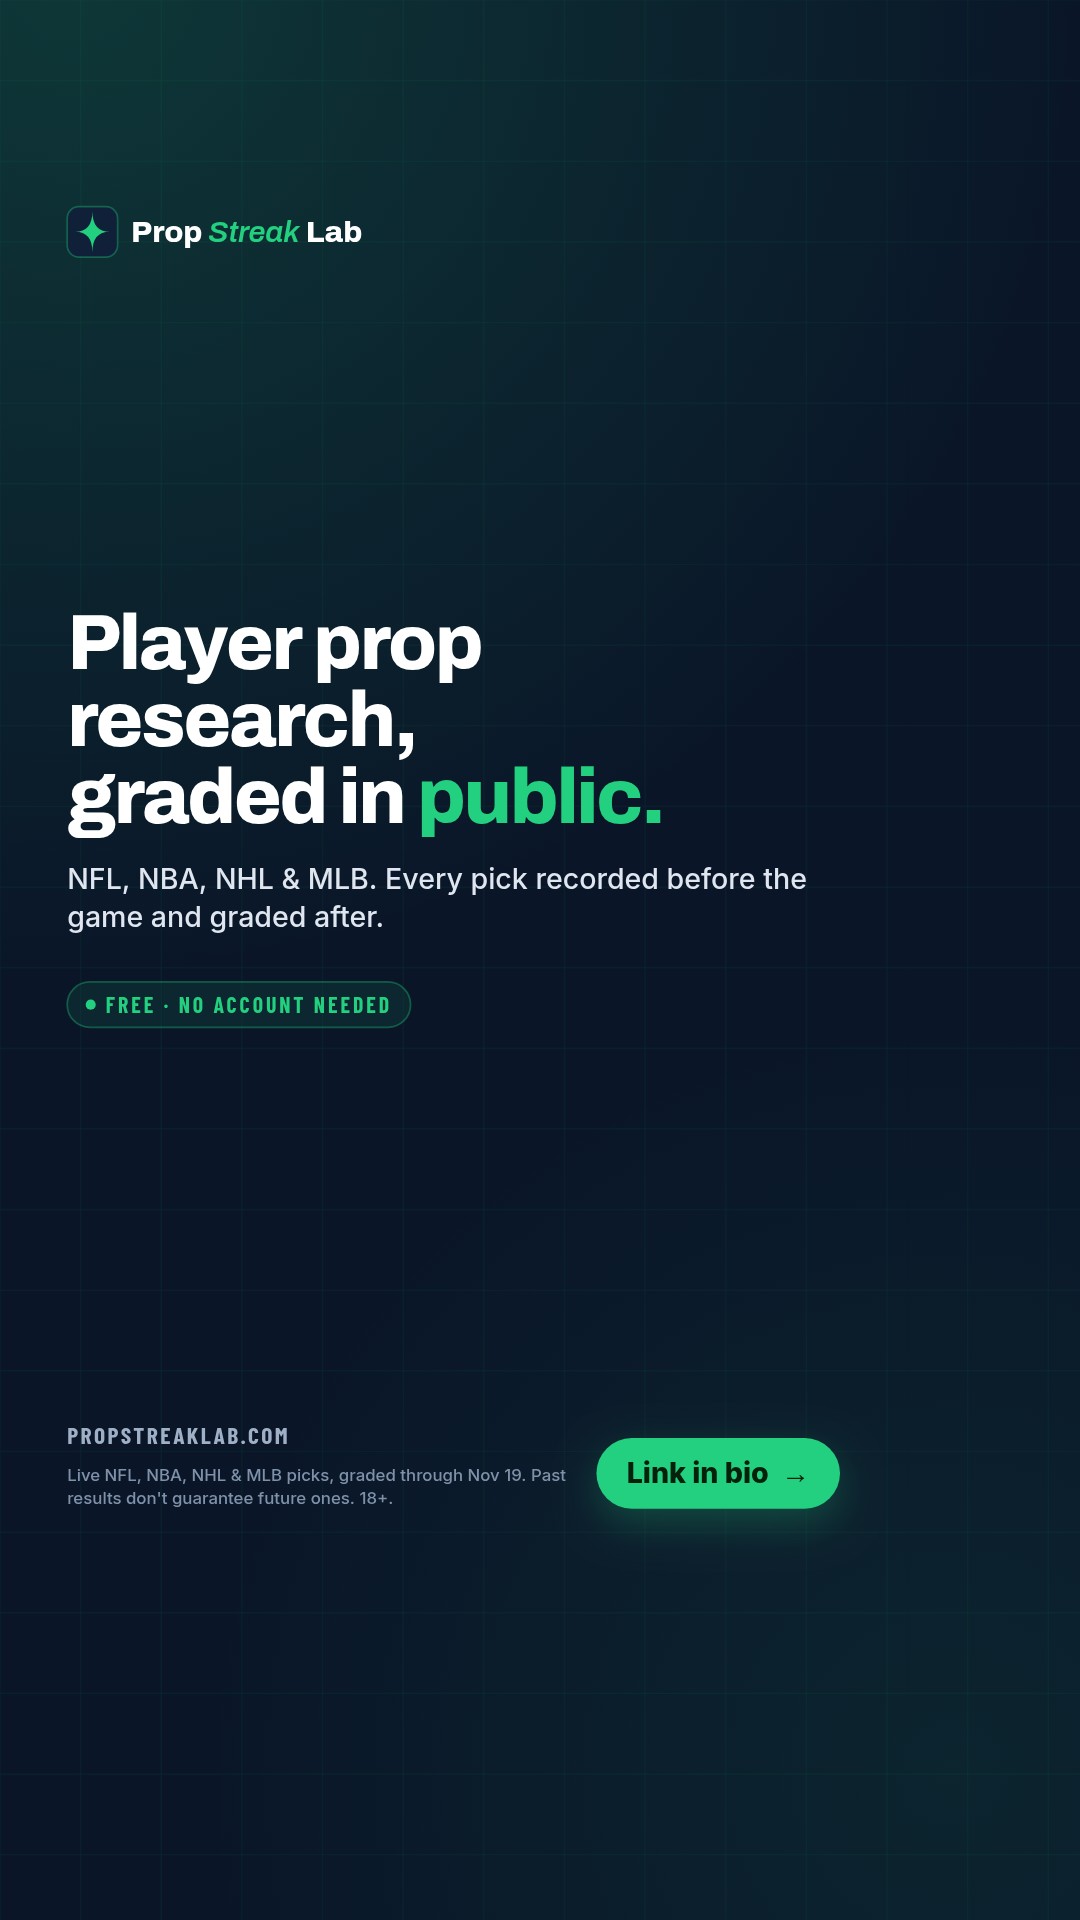 Prop Streak Lab
Player prop
research,
graded in public.
NFL, NBA, NHL & MLB. Every pick recorded before the
game and graded after.
FREE · NO ACCOUNT NEEDED
PROPSTREAKLAB.COM
Live NFL, NBA, NHL & MLB picks, graded through Nov 19. Past
results don't guarantee future ones. 18+.
Link in bio →